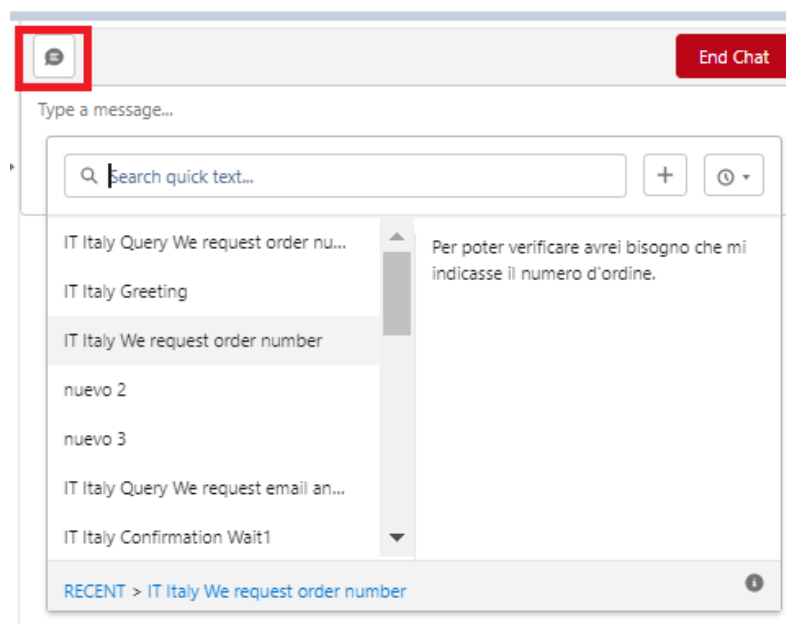 End Chat
Type a message...
Search quick text...
IT Italy Query We request order nu...
IT Italy Greeting
IT Italy We request order number
nuevo 2
nuevo 3
IT Italy Query We request email an...
IT Italy Confirmation Wait1
Per poter verificare avrei bisogno che mi
indicasse il numero d'ordine.
RECENT > IT Italy We request order number